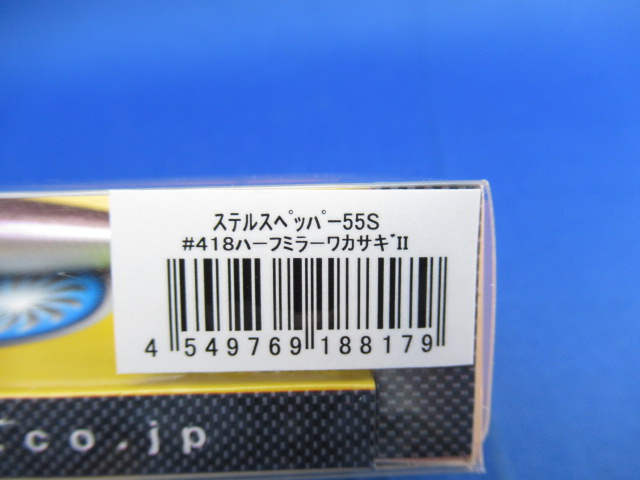 ｽﾃﾙｽﾍﾟｯﾊﾟｰ55S
#418ﾊｰﾌﾐﾗｰﾜｶｻｷﾞII
4 549769 188179
co.jp